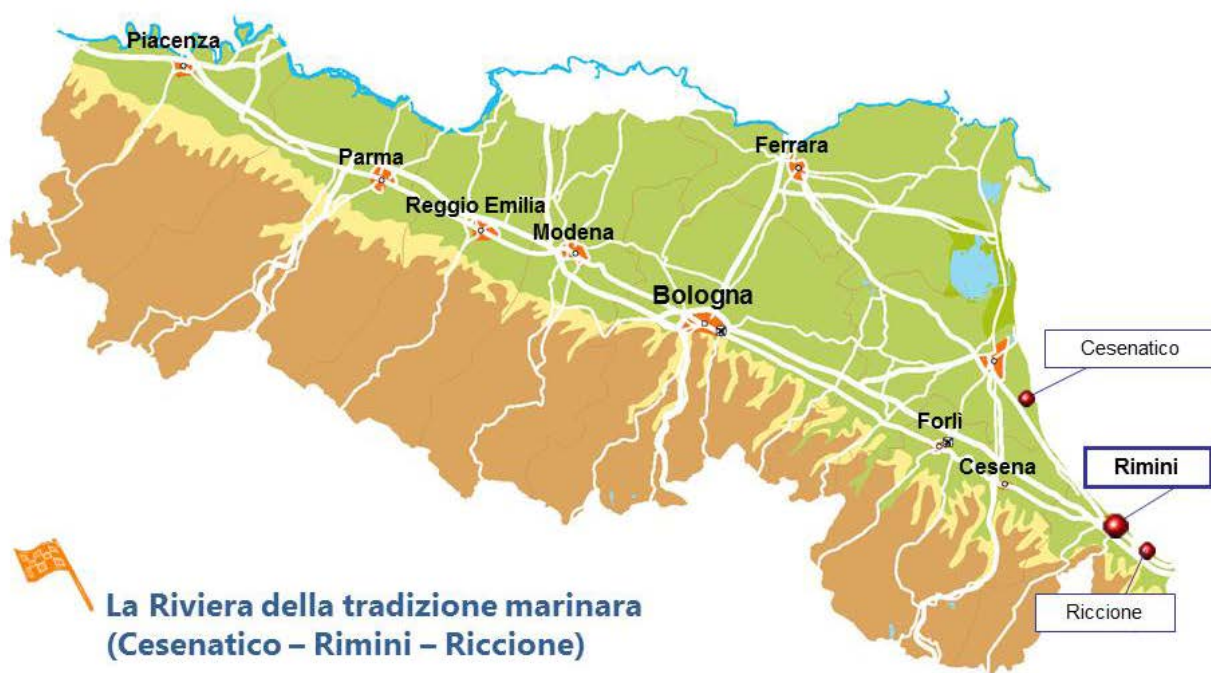 Piacenza
Parma
Reggio Emilia
Modena
Ferrara
Bologna
Cesenatico
Forlì
Cesena
Rimini
Riccione
La Riviera della tradizione marinara
(Cesenatico – Rimini – Riccione)